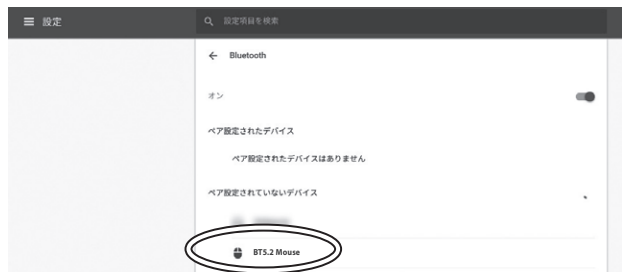 設定
設定項目を検索
Bluetooth
オン
ペア設定されたデバイス
ペア設定されたデバイスはありません
ペア設定されていないデバイス
BT5.2 Mouse